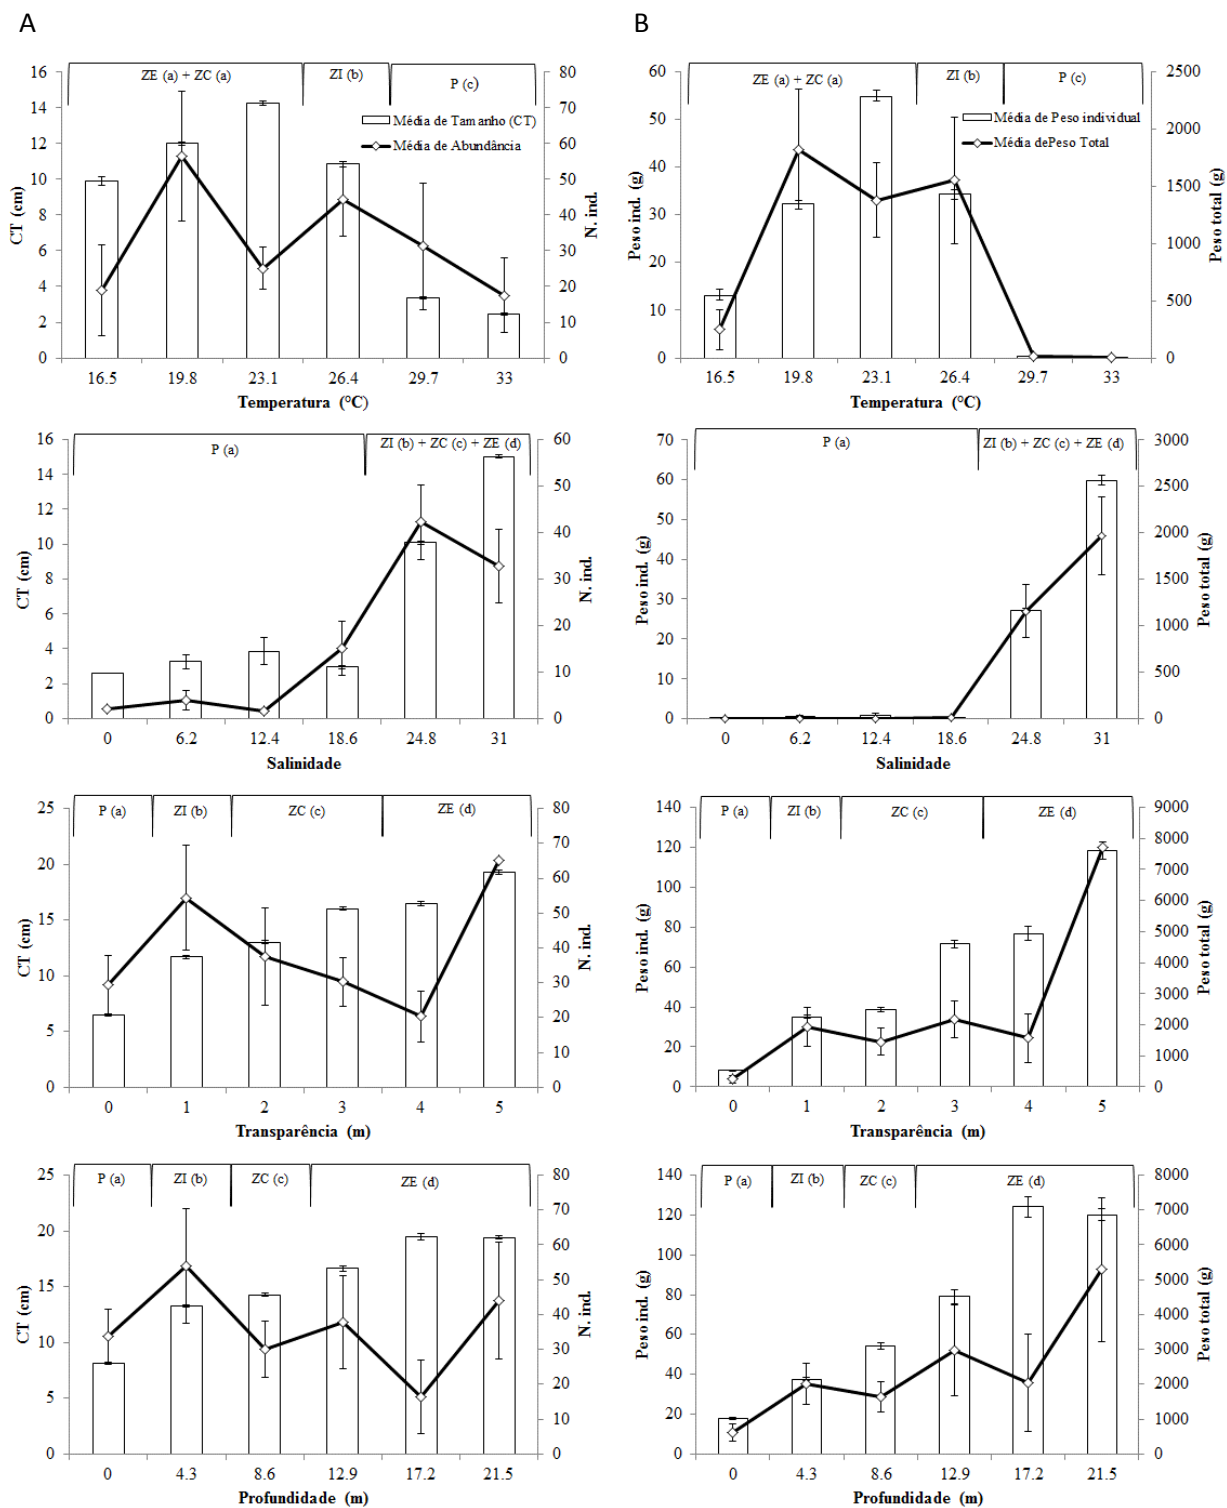 A
B
ZE (a) + ZC (a)
ZI (b)
P (c)
Média de Tamanho (CT)
Média de Abundância
16
14
12
10
8
6
4
2
0
CT (cm)
80
70
60
50
40
30
20
10
0
N. ind.
16.5 19.8 23.1 26.4 29.7 33
Temperatura (°C)
ZE (a) + ZC (a)
ZI (b)
P (c)
Média de Peso individual
Média dePeso Total
60
50
40
30
20
10
0
Peso ind. (g)
2500
2000
1500
1000
500
0
Peso total (g)
16.5 19.8 23.1 26.4 29.7 33
Temperatura (°C)
P (a)
ZI (b) + ZC (c) + ZE (d)
16
14
12
10
8
6
4
2
0
CT (cm)
60
50
40
30
20
10
0
N. ind.
0 6.2 12.4 18.6 24.8 31
Salinidade
P (a)
ZI (b) + ZC (c) + ZE (d)
70
60
50
40
30
20
10
0
Peso ind. (g)
3000
2500
2000
1500
1000
500
0
Peso total (g)
0 6.2 12.4 18.6 24.8 31
Salinidade
P (a)
ZI (b)
ZC (c)
ZE (d)
25
20
15
10
5
0
CT (cm)
80
70
60
50
40
30
20
10
0
N. ind.
0 1 2 3 4 5
Transparência (m)
P (a)
ZI (b)
ZC (c)
ZE (d)
140
120
100
80
60
40
20
0
Peso ind. (g)
9000
8000
7000
6000
5000
4000
3000
2000
1000
0
Peso total (g)
0 1 2 3 4 5
Transparência (m)
P (a)
ZI (b)
ZC (c)
ZE (d)
25
20
15
10
5
0
CT (cm)
80
70
60
50
40
30
20
10
0
N. ind.
0 4.3 8.6 12.9 17.2 21.5
Profundidade (m)
P (a)
ZI (b)
ZC (c)
ZE (d)
140
120
100
80
60
40
20
0
Peso ind. (g)
8000
7000
6000
5000
4000
3000
2000
1000
0
Peso total (g)
0 4.3 8.6 12.9 17.2 21.5
Profundidade (m)